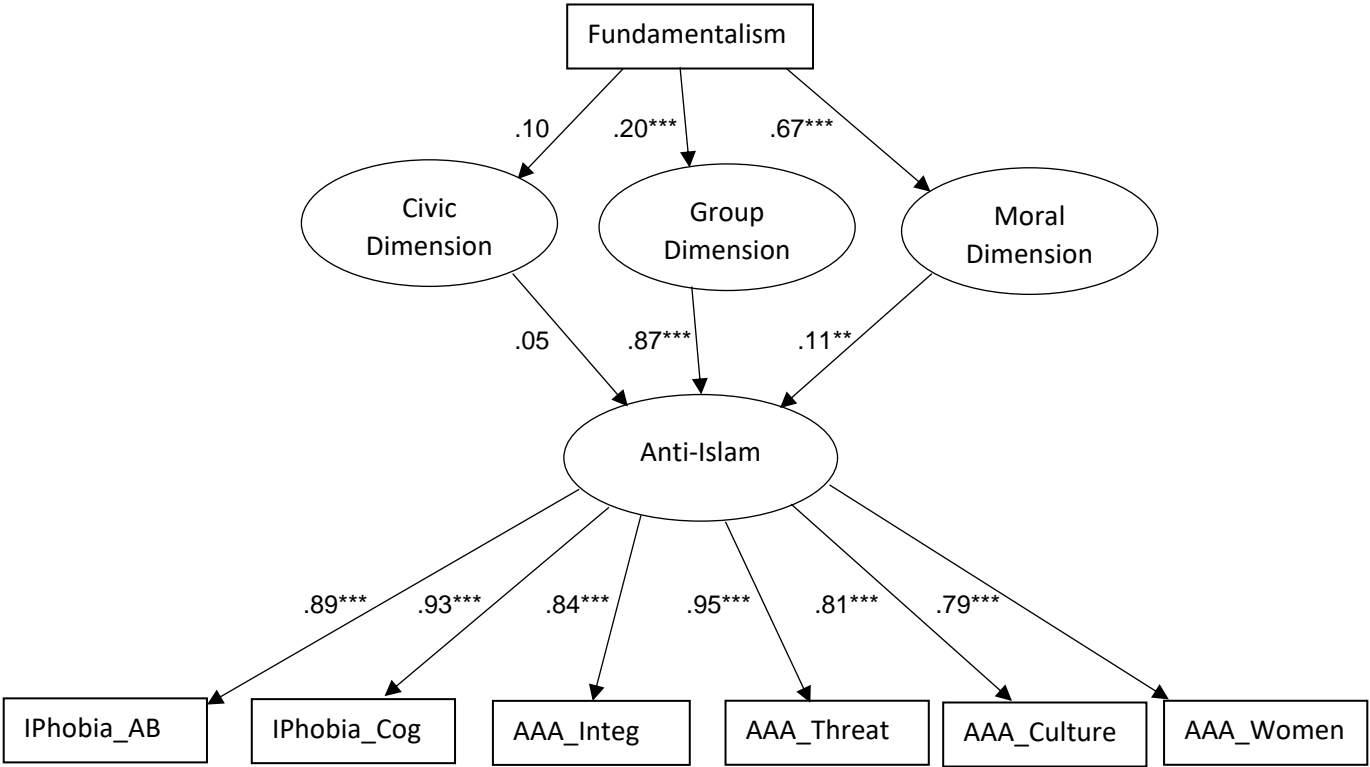 Fundamentalism
.10
.20***
.67***
Civic
Dimension
Group
Dimension
Moral
Dimension
.05
.87***
.11**
Anti-Islam
.89***
.93***
.84***
.95***
.81***
.79***
IPhobia_AB
IPhobia_Cog
AAA_Integ
AAA_Threat
AAA_Culture
AAA_Women